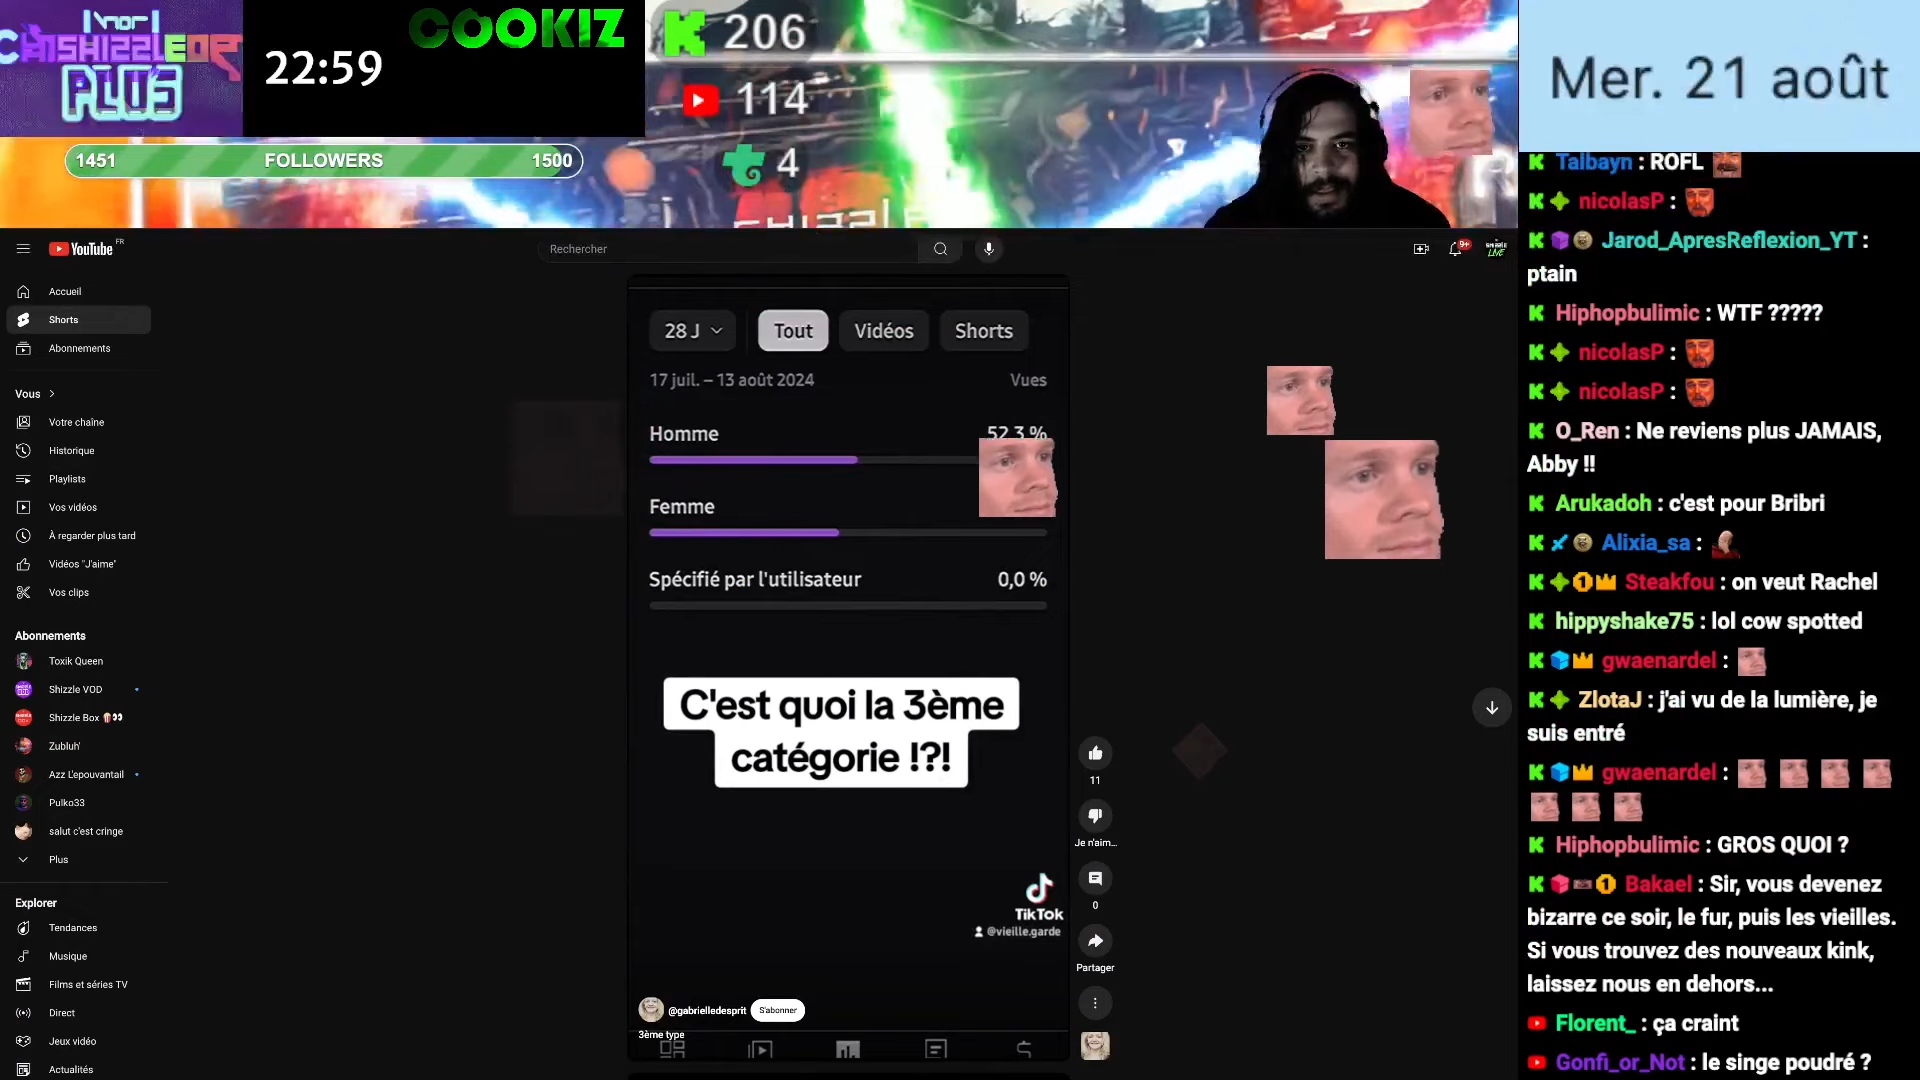 CAISHIZZLEOR
PLUS
22:59
COOKIZ
206
114
4
1451 FOLLOWERS 1500
Mer. 21 août
YouTube FR
Rechercher
9+
Accueil
Shorts
Abonnements
Vous
Votre chaîne
Historique
Playlists
Vos vidéos
À regarder plus tard
Vidéos "J'aime"
Vos clips
Abonnements
Toxik Queen
Shizzle VOD
Shizzle Box
Zubluh'
Azz L'epouvantail
Pulko33
salut c'est cringe
Plus
Explorer
Tendances
Musique
Films et séries TV
Direct
Jeux vidéo
Actualités
28 J Tout Vidéos Shorts
17 juil. – 13 août 2024 Vues
Homme 52,3 %
Femme
Spécifié par l'utilisateur 0,0 %
C'est quoi la 3ème
catégorie !?!
TikTok
@vieille.garde
@gabrielledesprit S'abonner
3ème type
11
Je n'aim...
0
Partager
Talbayn : ROFL
nicolasP :
Jarod_ApresReflexion_YT :
ptain
Hiphopbulimic : WTF ?????
nicolasP :
nicolasP :
O_Ren : Ne reviens plus JAMAIS,
Abby !!
Arukadoh : c'est pour Bribri
Alixia_sa :
Steakfou : on veut Rachel
hippyshake75 : lol cow spotted
gwaenardel :
ZlotaJ : j'ai vu de la lumière, je
suis entré
gwaenardel :
Hiphopbulimic : GROS QUOI ?
Bakael : Sir, vous devenez
bizarre ce soir, le fur, puis les vieilles.
Si vous trouvez des nouveaux kink,
laissez nous en dehors...
Florent_ : ça craint
Gonfi_or_Not : le singe poudré ?